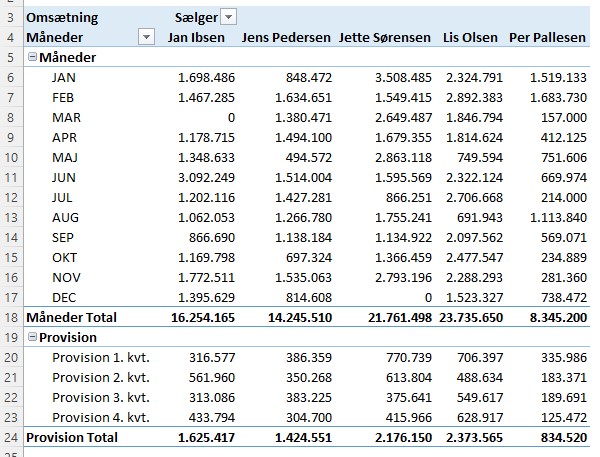 3 Omsætning Sælger
4 Måneder Jan Ibsen Jens Pedersen Jette Sørensen Lis Olsen Per Pallesen
5 Måneder
6 JAN 1.698.486 848.472 3.508.485 2.324.791 1.519.133
7 FEB 1.467.285 1.634.651 1.549.415 2.892.383 1.683.730
8 MAR 0 1.380.471 2.649.487 1.846.794 157.000
9 APR 1.178.715 1.494.100 1.679.355 1.814.624 412.125
10 MAJ 1.348.633 494.572 2.863.118 749.594 751.606
11 JUN 3.092.249 1.514.004 1.595.569 2.322.124 669.974
12 JUL 1.202.116 1.427.281 866.251 2.706.668 214.000
13 AUG 1.062.053 1.266.780 1.755.241 691.943 1.113.840
14 SEP 866.690 1.138.184 1.134.922 2.097.562 569.071
15 OKT 1.169.798 697.324 1.366.459 2.477.547 234.889
16 NOV 1.772.511 1.535.063 2.793.196 2.288.293 281.360
17 DEC 1.395.629 814.608 0 1.523.327 738.472
18 Måneder Total 16.254.165 14.245.510 21.761.498 23.735.650 8.345.200
19 Provision
20 Provision 1. kvt. 316.577 386.359 770.739 706.397 335.986
21 Provision 2. kvt. 561.960 350.268 613.804 488.634 183.371
22 Provision 3. kvt. 313.086 383.225 375.641 549.617 189.691
23 Provision 4. kvt. 433.794 304.700 415.966 628.917 125.472
24 Provision Total 1.625.417 1.424.551 2.176.150 2.373.565 834.520